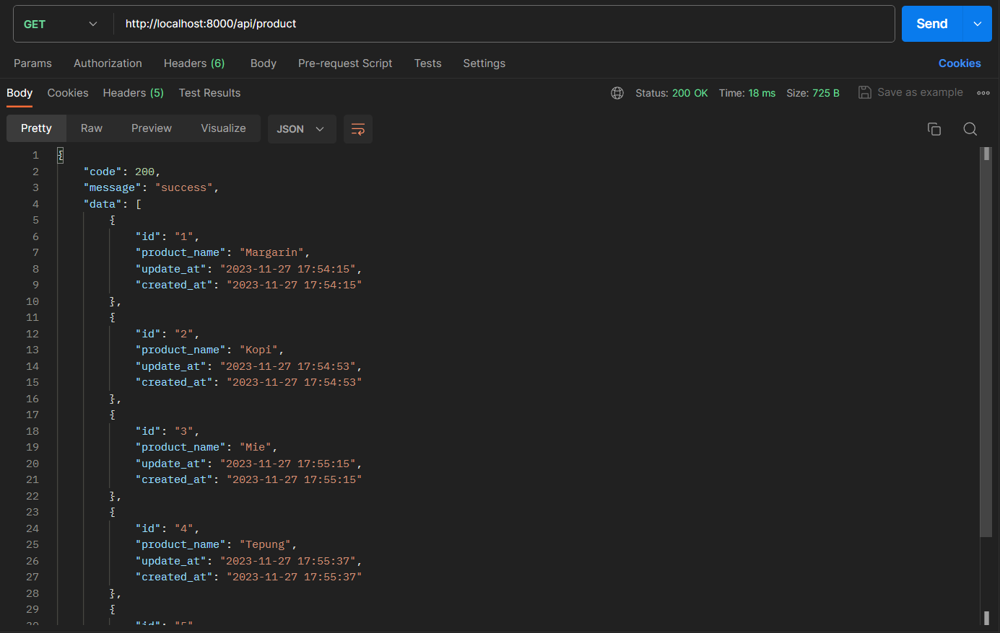 GET http://localhost:8000/api/product Send
Params Authorization Headers (6) Body Pre-request Script Tests Settings Cookies
Body Cookies Headers (5) Test Results Status: 200 OK Time: 18 ms Size: 725 B Save as example
Pretty Raw Preview Visualize JSON
1 {
2 "code": 200,
3 "message": "success",
4 "data": [
5 {
6 "id": "1",
7 "product_name": "Margarin",
8 "update_at": "2023-11-27 17:54:15",
9 "created_at": "2023-11-27 17:54:15"
10 },
11 {
12 "id": "2",
13 "product_name": "Kopi",
14 "update_at": "2023-11-27 17:54:53",
15 "created_at": "2023-11-27 17:54:53"
16 },
17 {
18 "id": "3",
19 "product_name": "Mie",
20 "update_at": "2023-11-27 17:55:15",
21 "created_at": "2023-11-27 17:55:15"
22 },
23 {
24 "id": "4",
25 "product_name": "Tepung",
26 "update_at": "2023-11-27 17:55:37",
27 "created_at": "2023-11-27 17:55:37"
28 },
29 {
30 "id": "5"